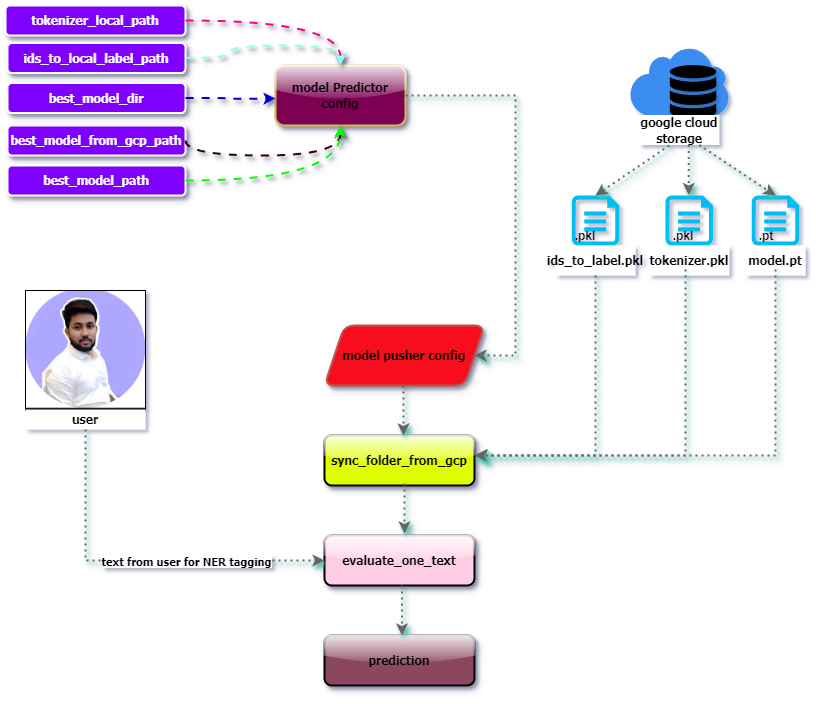 tokenizer_local_path
ids_to_local_label_path
best_model_dir
best_model_from_gcp_path
best_model_path
model Predictor
config
google cloud
storage
.pkl
.pkl
.pt
ids_to_label.pkl
tokenizer.pkl
model.pt
model pusher config
user
sync_folder_from_gcp
text from user for NER tagging
evaluate_one_text
prediction